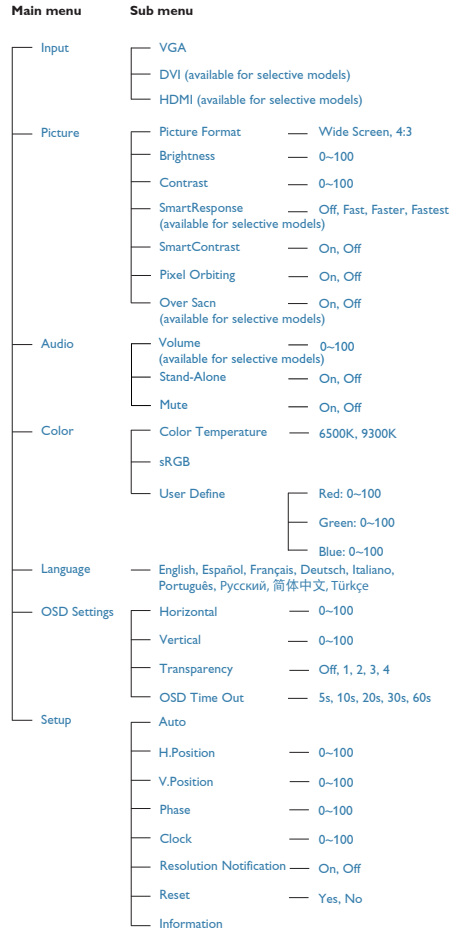 Main menu Sub menu
Input VGA
DVI (available for selective models)
HDMI (available for selective models)
Picture Picture Format Wide Screen, 4:3
Brightness 0~100
Contrast 0~100
SmartResponse Off, Fast, Faster, Fastest
(available for selective models)
SmartContrast On, Off
Pixel Orbiting On, Off
Over Sacn On, Off
(available for selective models)
Audio Volume 0~100
(available for selective models)
Stand-Alone On, Off
Mute On, Off
Color Color Temperature 6500K, 9300K
sRGB
User Define Red: 0~100
Green: 0~100
Blue: 0~100
Language English, Español, Français, Deutsch, Italiano,
Português, Русский, 简体中文, Türkçe
OSD Settings Horizontal 0~100
Vertical 0~100
Transparency Off, 1, 2, 3, 4
OSD Time Out 5s, 10s, 20s, 30s, 60s
Setup Auto
H.Position 0~100
V.Position 0~100
Phase 0~100
Clock 0~100
Resolution Notification On, Off
Reset Yes, No
Information